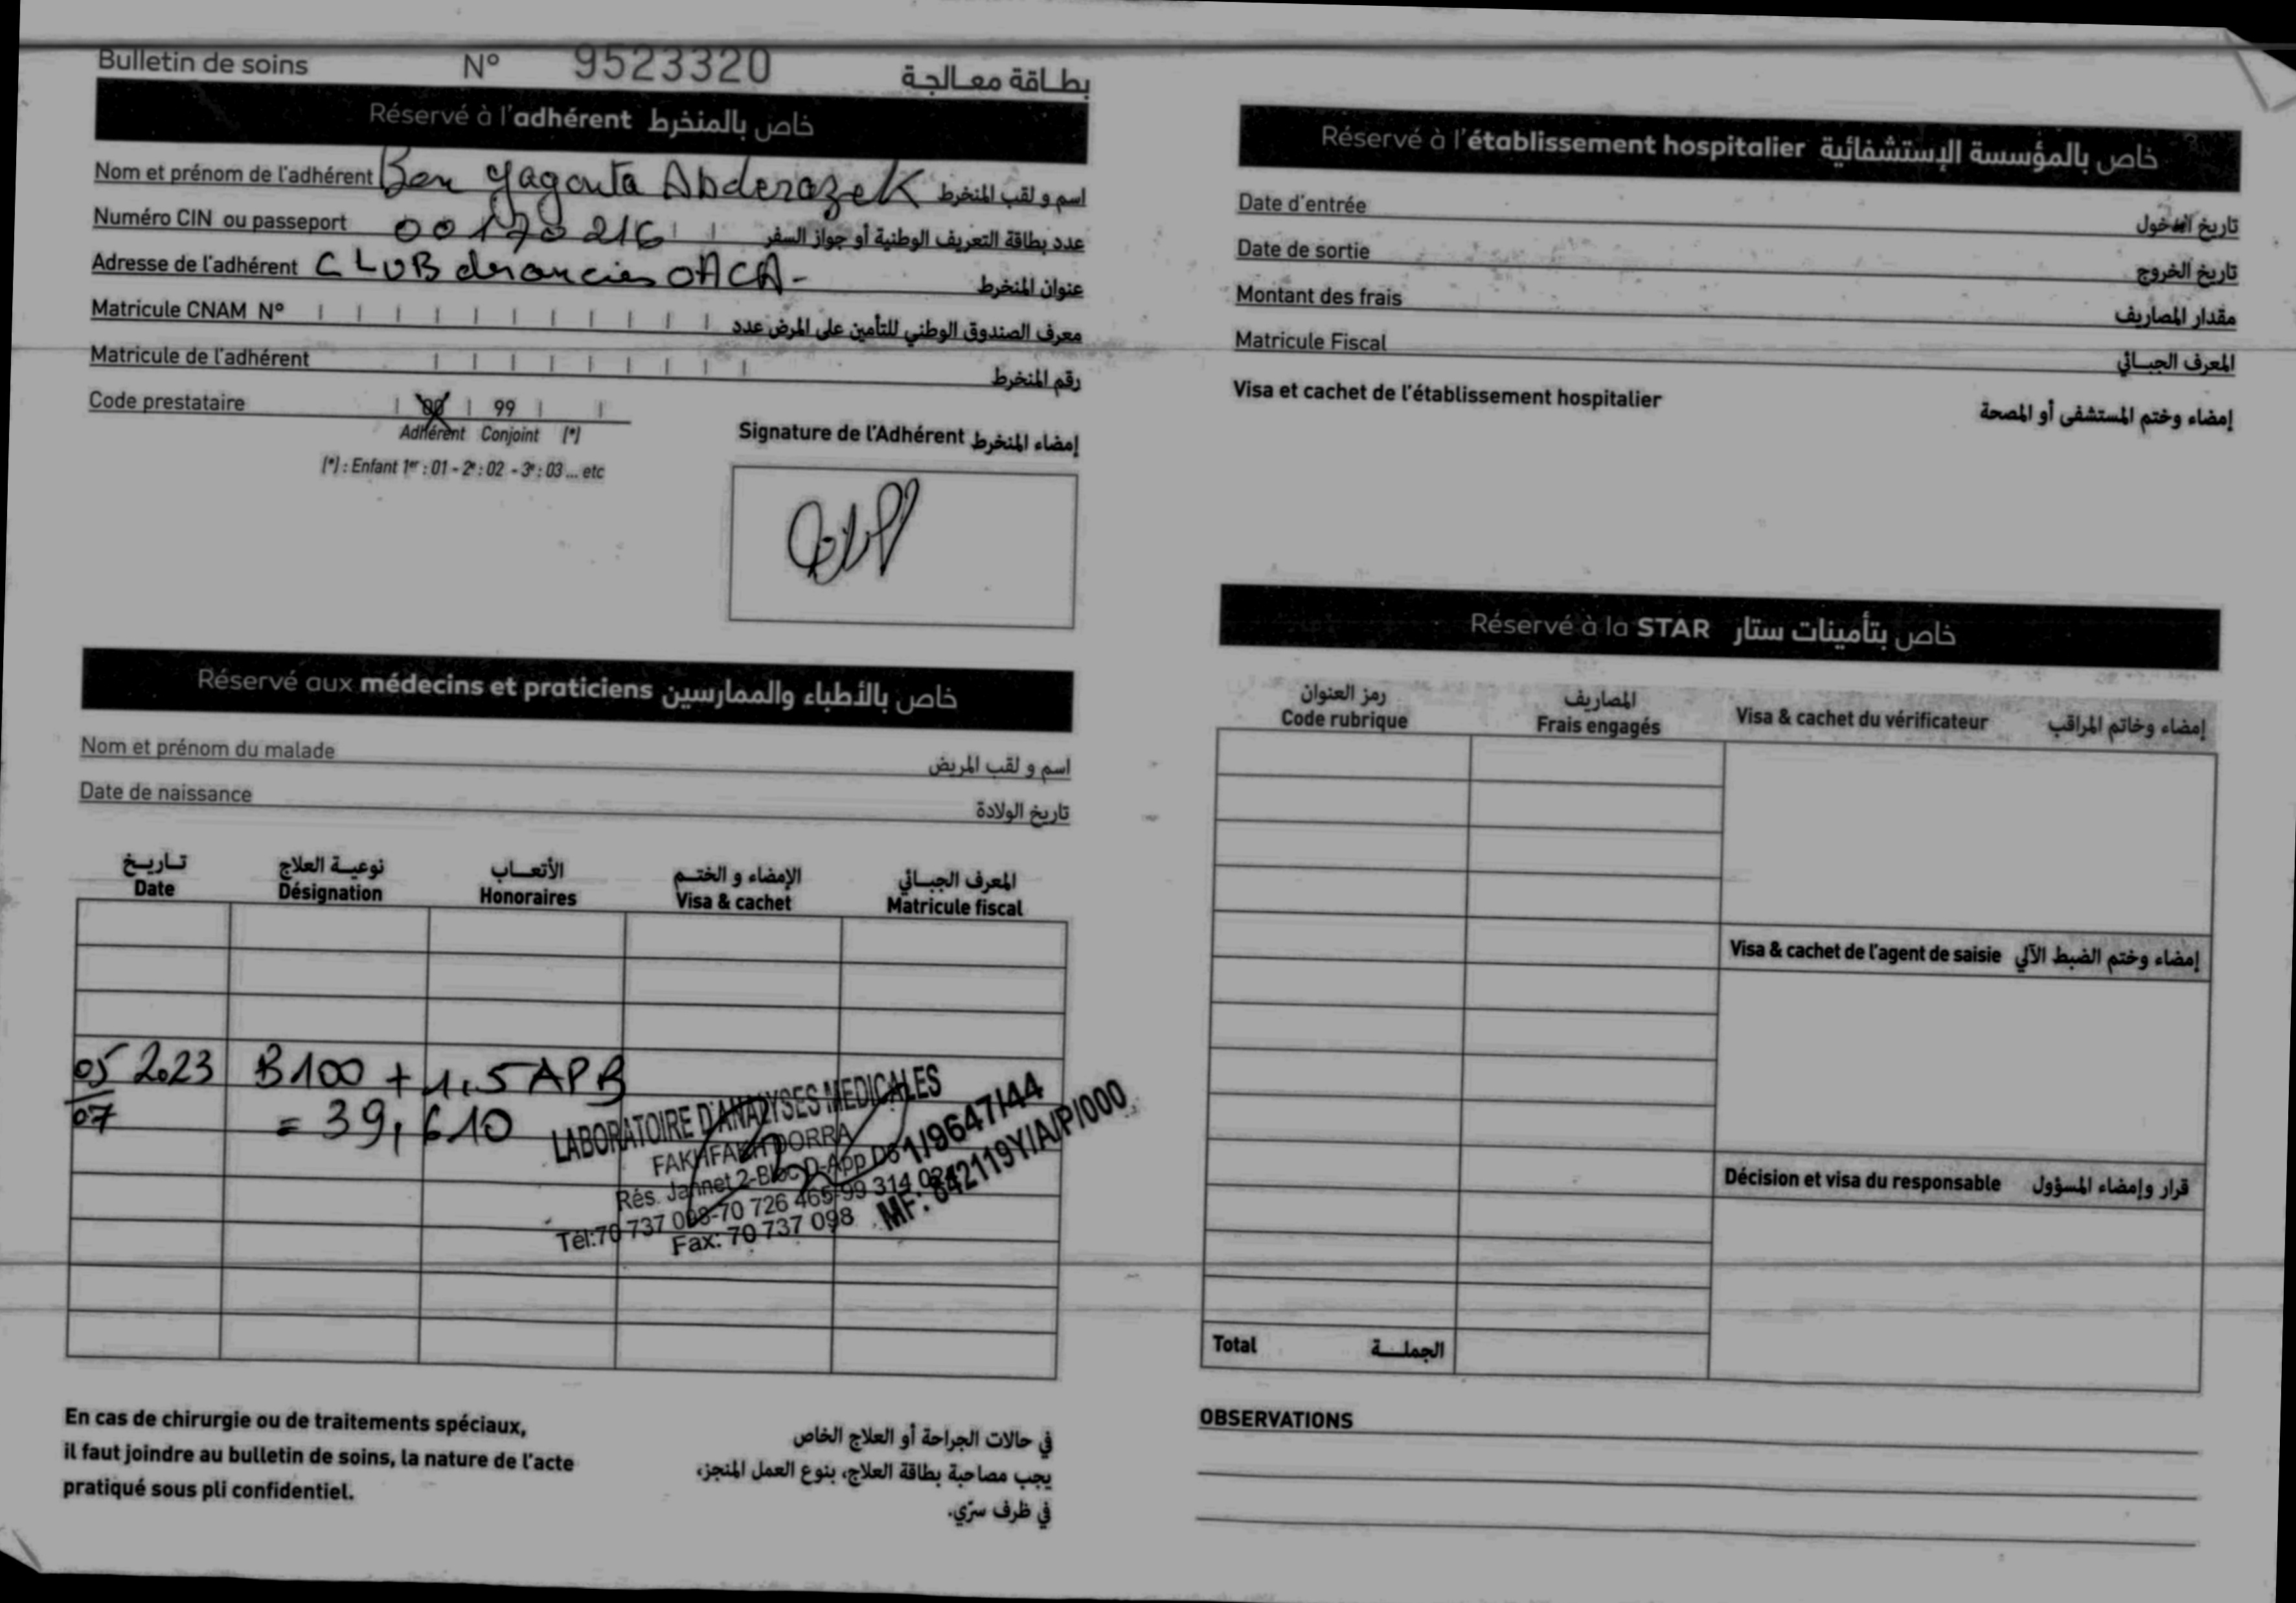 Bulletin de soins N° 9523320 بطاقة معالجة
Réservé à l'adhérent خاص بالمنخرط
Nom et prénom de l'adhérent Ben Yagouta Abderazek اسم و لقب المنخرط
Numéro CIN ou passeport 00170216 عدد بطاقة التعريف الوطنية أو جواز السفر
Adresse de l'adhérent CLUB des anciens OACA - عنوان المنخرط
Matricule CNAM N° معرف الصندوق الوطني للتأمين على المرض عدد
Matricule de l'adhérent رقم المنخرط
Code prestataire 00 99
Adhérent Conjoint (*)
(*) : Enfant 1er : 01 - 2e : 02 - 3e : 03 ... etc
Signature de l'Adhérent إمضاء المنخرط
Réservé aux médecins et praticiens خاص بالأطباء والممارسين
Nom et prénom du malade اسم و لقب المريض
Date de naissance تاريخ الولادة
تاريخ نوعية العلاج الأتعاب الإمضاء و الختم المعرف الجبائي
Date Désignation Honoraires Visa & cachet Matricule fiscal
05 2023 B100 + 1,5 APB
07 = 39,610
LABORATOIRE D'ANALYSES MEDICALES
FAKHFAKH DORRA
Rés. Jannet 2-Bloc D-App D6
Tél:70 737 098-70 726 465-99 314
Fax: 70 737 098
1/9647/44
MF: 642119Y/A/P/000
En cas de chirurgie ou de traitements spéciaux,
il faut joindre au bulletin de soins, la nature de l'acte
pratiqué sous pli confidentiel.
في حالات الجراحة أو العلاج الخاص
يجب مصاحبة بطاقة العلاج، بنوع العمل المنجز،
في ظرف سرّي.
Réservé à l'établissement hospitalier خاص بالمؤسسة الإستشفائية
Date d'entrée تاريخ الدخول
Date de sortie تاريخ الخروج
Montant des frais مقدار المصاريف
Matricule Fiscal المعرف الجبائي
Visa et cachet de l'établissement hospitalier إمضاء وختم المستشفى أو المصحة
Réservé à la STAR خاص بتأمينات ستار
رمز العنوان المصاريف
Code rubrique Frais engagés Visa & cachet du vérificateur إمضاء وخاتم المراقب
Visa & cachet de l'agent de saisie إمضاء وختم الضبط الآلي
Décision et visa du responsable قرار وإمضاء المسؤول
Total الجملة
OBSERVATIONS